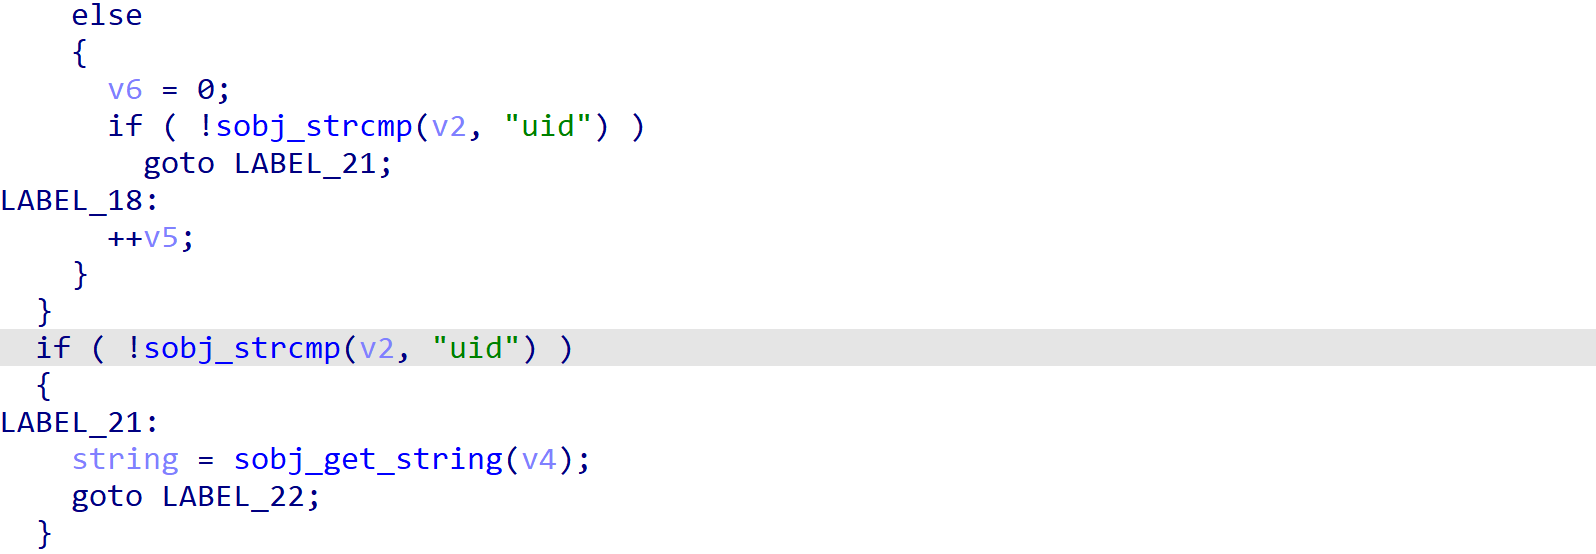 else
{
v6 = 0;
if ( !sobj_strcmp(v2, "uid") )
goto LABEL_21;
LABEL_18:
++v5;
}
}
if ( !sobj_strcmp(v2, "uid") )
{
LABEL_21:
string = sobj_get_string(v4);
goto LABEL_22;
}